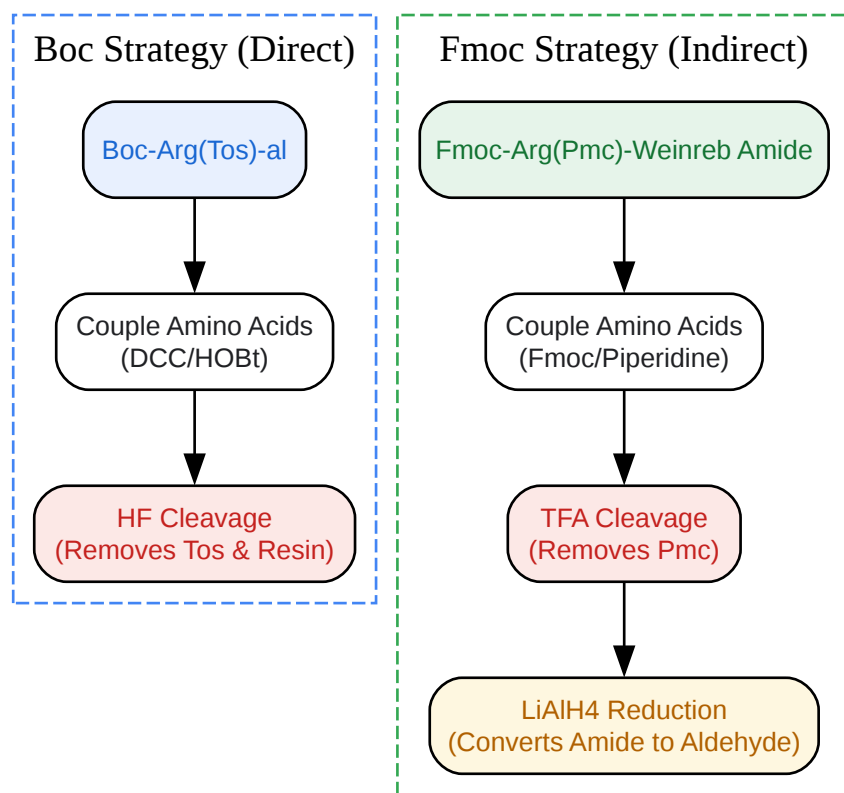 Boc Strategy (Direct)
Boc-Arg(Tos)-al
Couple Amino Acids
(DCC/HOBt)
HF Cleavage
(Removes Tos & Resin)
Fmoc Strategy (Indirect)
Fmoc-Arg(Pmc)-Weinreb Amide
Couple Amino Acids
(Fmoc/Piperidine)
TFA Cleavage
(Removes Pmc)
LiAlH4 Reduction
(Converts Amide to Aldehyde)